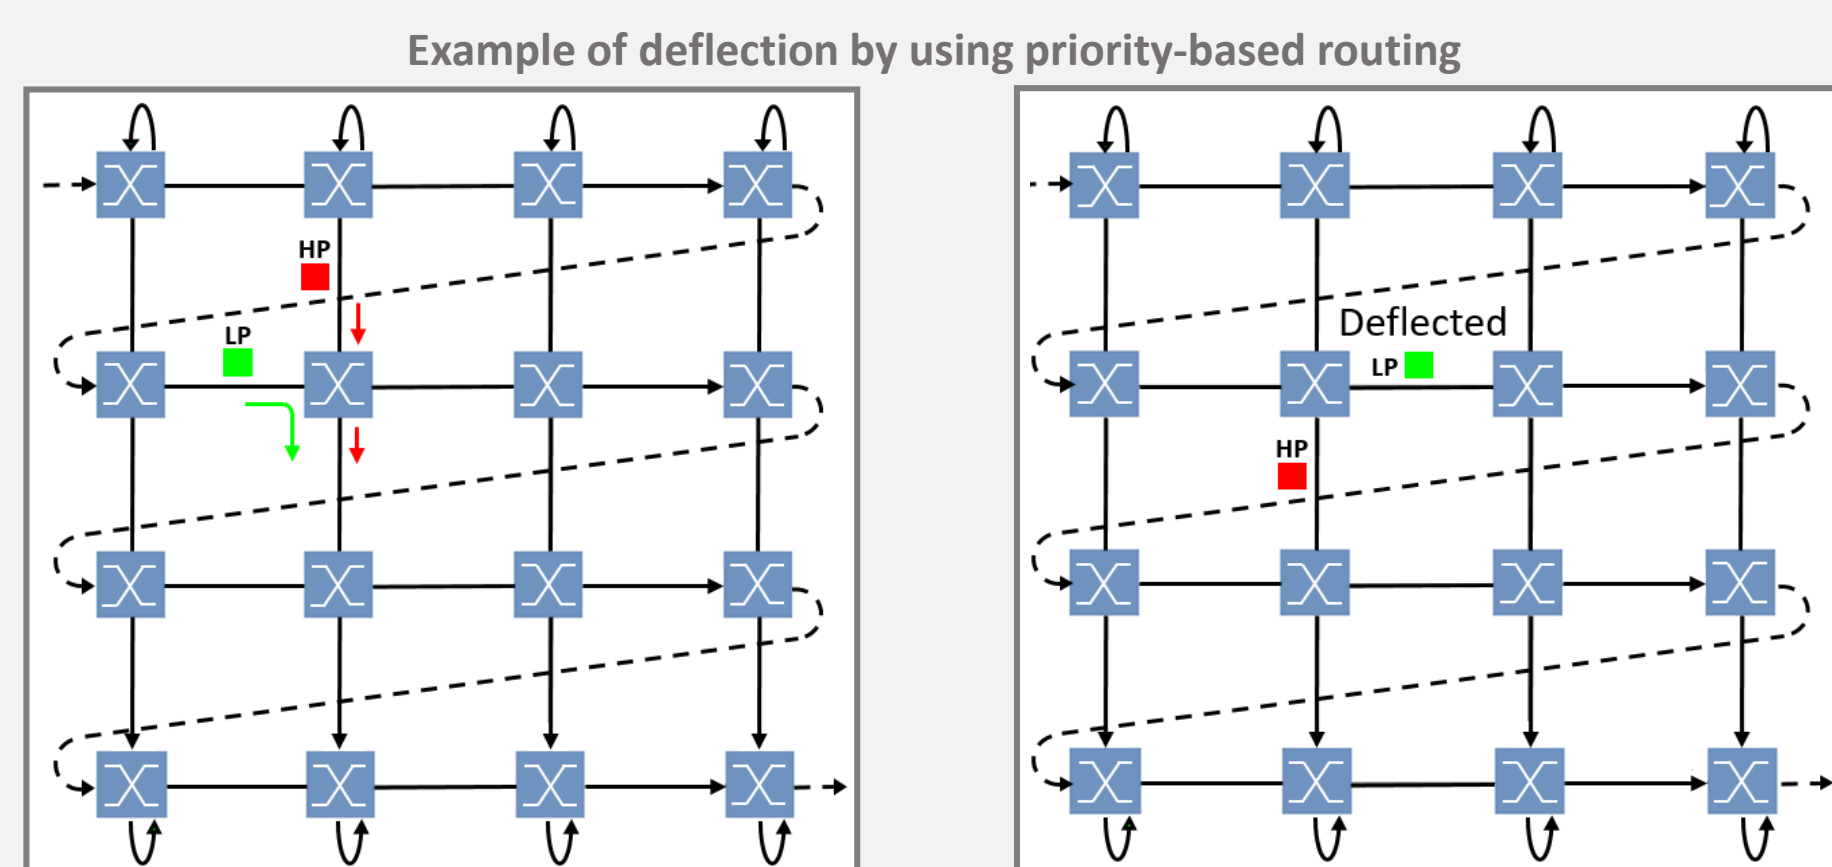 Example of deflection by using priority-based routing
HP
LP
Deflected
LP
HP